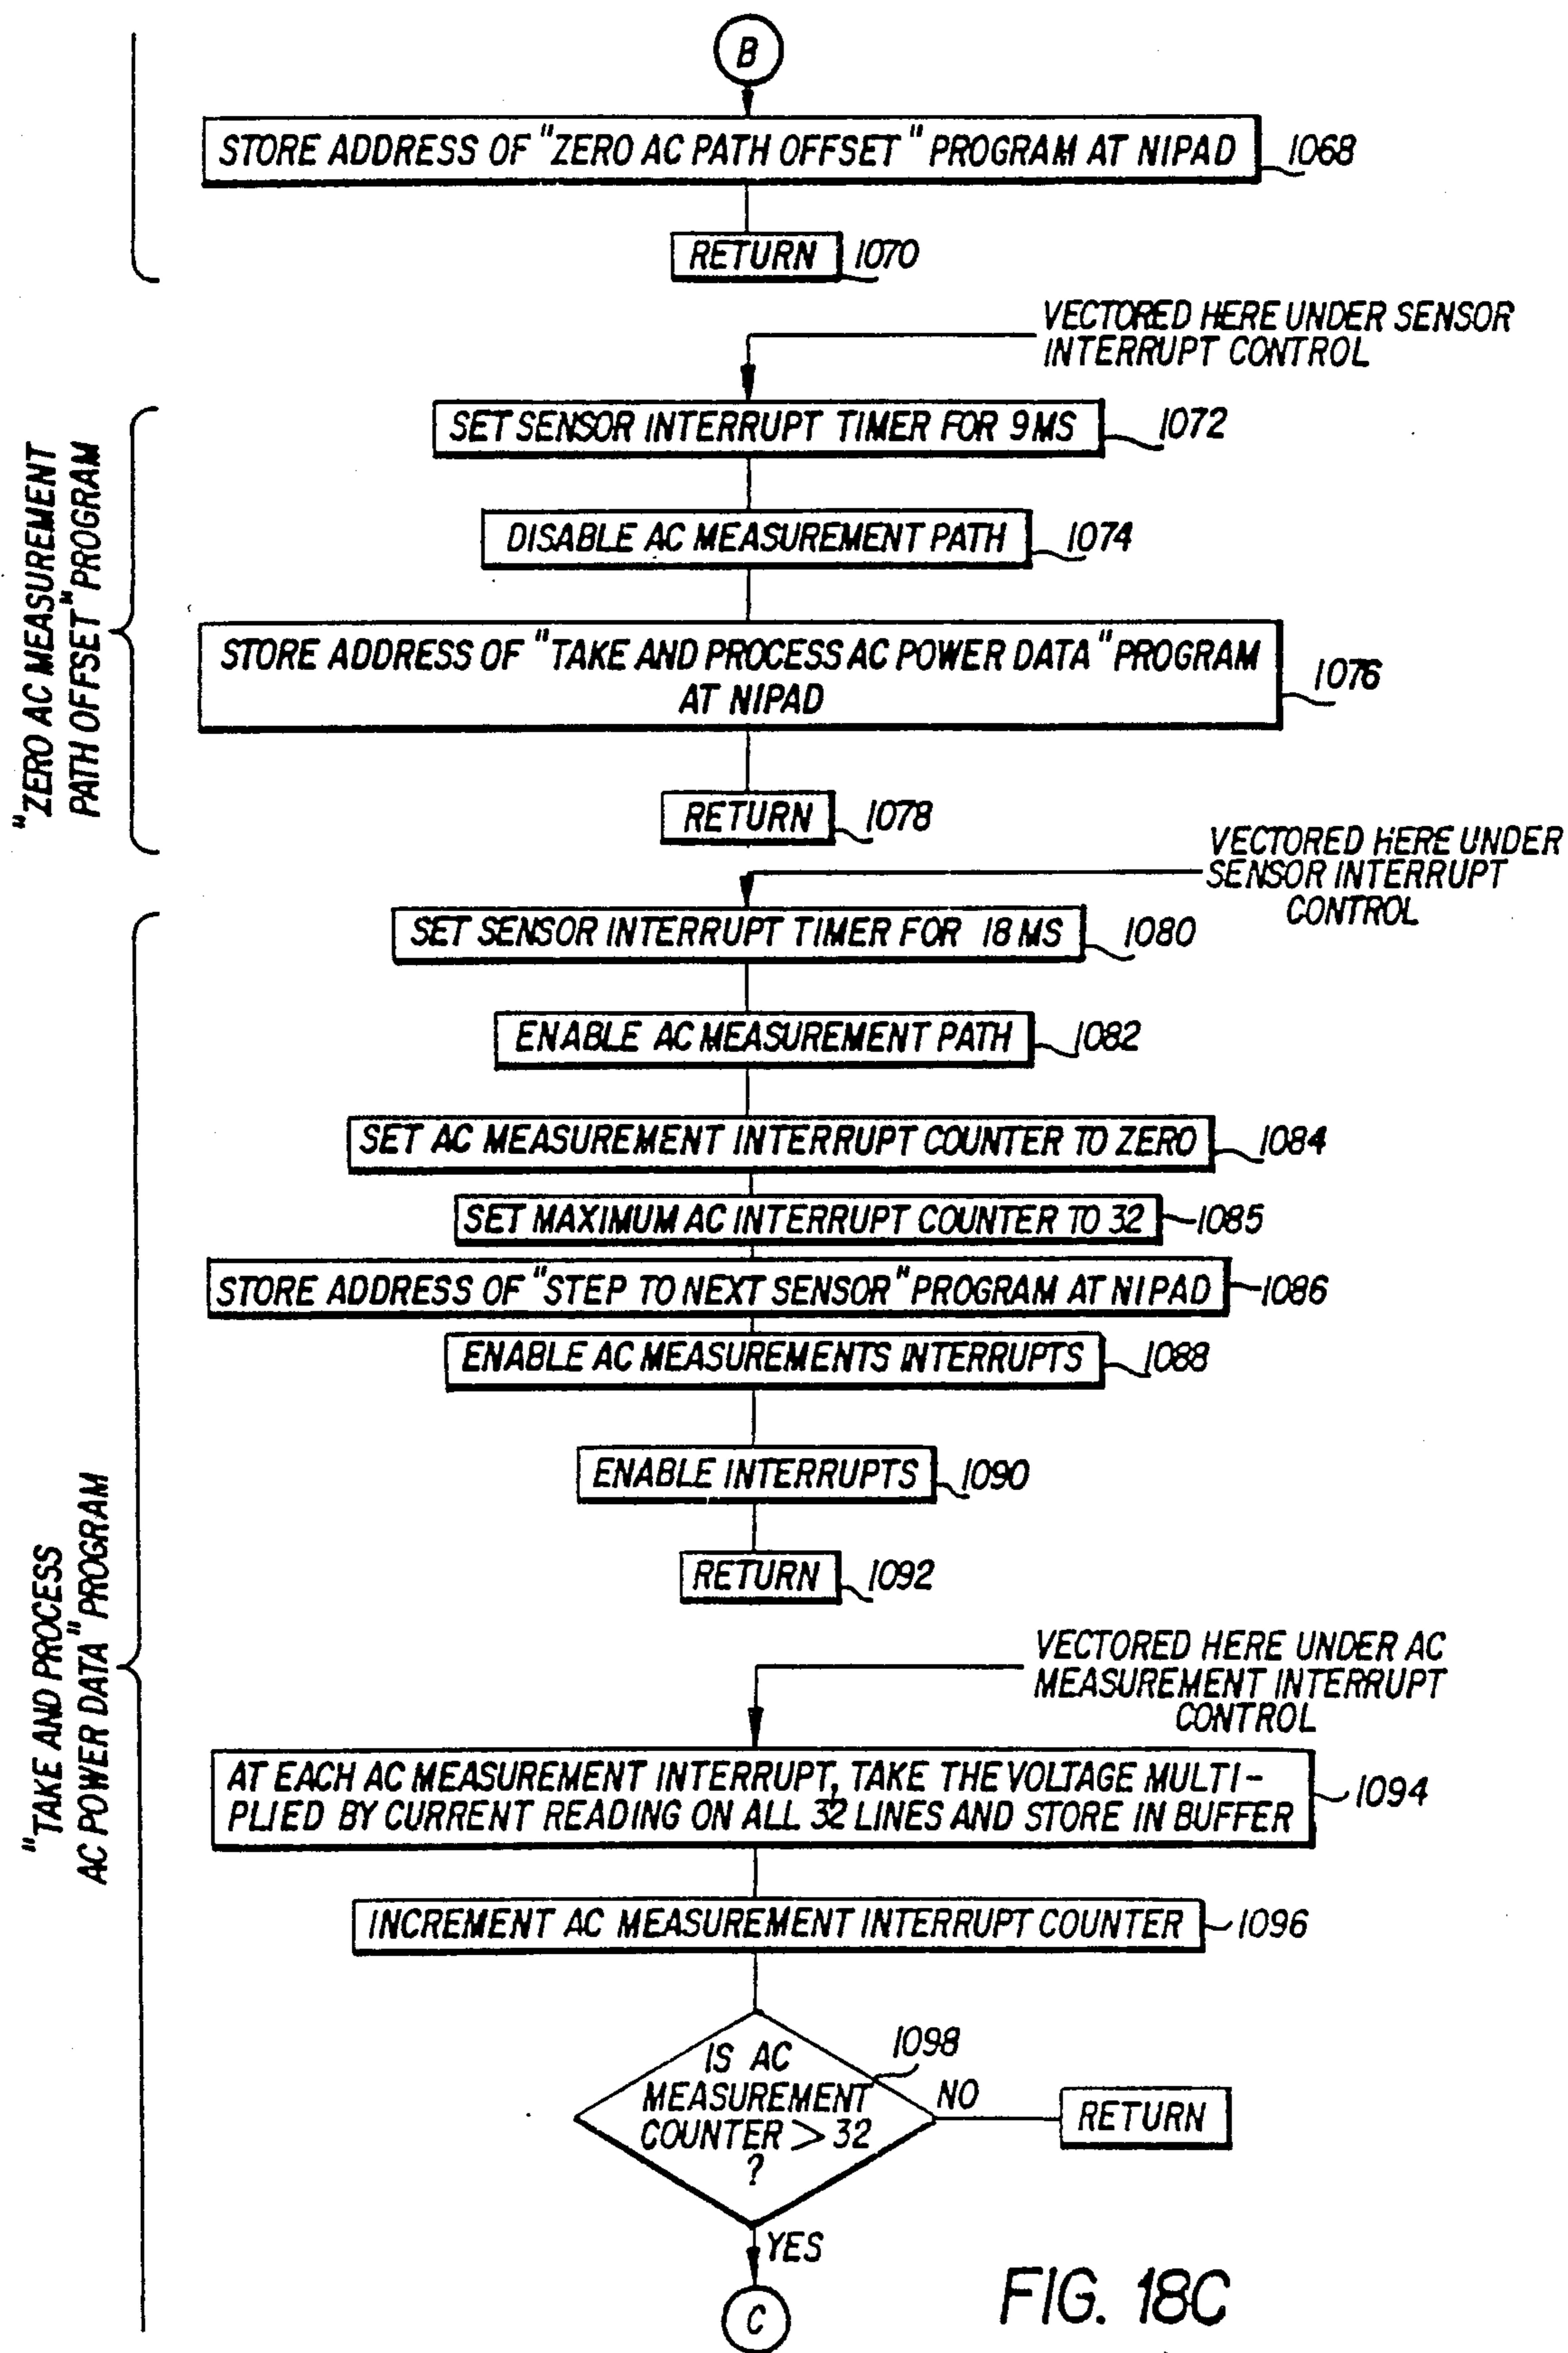 B
STORE ADDRESS OF "ZERO AC PATH OFFSET" PROGRAM AT NIPAD
1068
RETURN
1070
VECTORED HERE UNDER SENSOR
INTERRUPT CONTROL
"ZERO AC MEASUREMENT
PATH OFFSET" PROGRAM
SET SENSOR INTERRUPT TIMER FOR 9 MS
1072
DISABLE AC MEASUREMENT PATH
1074
STORE ADDRESS OF "TAKE AND PROCESS AC POWER DATA" PROGRAM
AT NIPAD
1076
RETURN
1078
VECTORED HERE UNDER
SENSOR INTERRUPT
CONTROL
"TAKE AND PROCESS
AC POWER DATA" PROGRAM
SET SENSOR INTERRUPT TIMER FOR 18 MS
1080
ENABLE AC MEASUREMENT PATH
1082
SET AC MEASUREMENT INTERRUPT COUNTER TO ZERO
1084
SET MAXIMUM AC INTERRUPT COUNTER TO 32
1085
STORE ADDRESS OF "STEP TO NEXT SENSOR" PROGRAM AT NIPAD
1086
ENABLE AC MEASUREMENTS INTERRUPTS
1088
ENABLE INTERRUPTS
1090
RETURN
1092
VECTORED HERE UNDER AC
MEASUREMENT INTERRUPT
CONTROL
AT EACH AC MEASUREMENT INTERRUPT, TAKE THE VOLTAGE MULTI-
PLIED BY CURRENT READING ON ALL 32 LINES AND STORE IN BUFFER
1094
INCREMENT AC MEASUREMENT INTERRUPT COUNTER
1096
IS AC
MEASUREMENT
COUNTER > 32
?
1098
NO
RETURN
YES
C
FIG. 18C